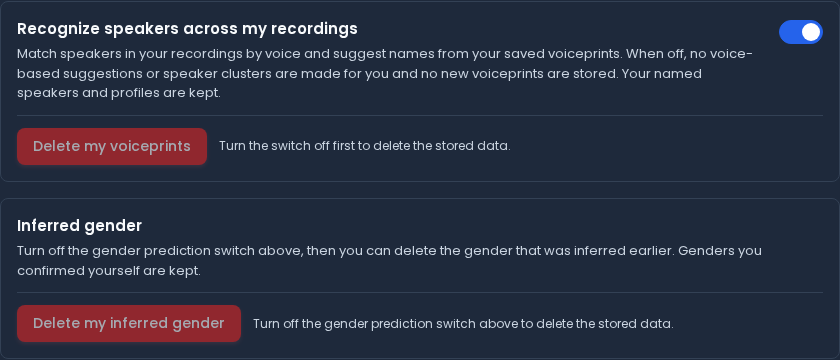 Recognize speakers across my recordings
Match speakers in your recordings by voice and suggest names from your saved voiceprints. When off, no voice-
based suggestions or speaker clusters are made for you and no new voiceprints are stored. Your named
speakers and profiles are kept.
Delete my voiceprints
Turn the switch off first to delete the stored data.
Inferred gender
Turn off the gender prediction switch above, then you can delete the gender that was inferred earlier. Genders you
confirmed yourself are kept.
Delete my inferred gender
Turn off the gender prediction switch above to delete the stored data.